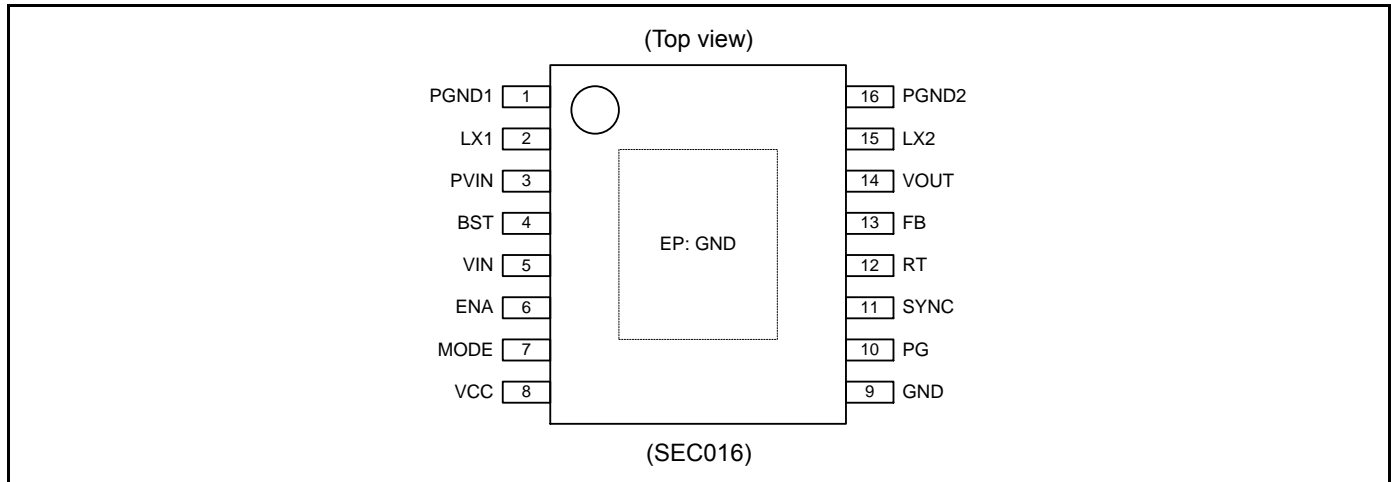 (Top view)
PGND1 1 16 PGND2
LX1 2 15 LX2
PVIN 3 14 VOUT
BST 4 13 FB
EP: GND
VIN 5 12 RT
ENA 6 11 SYNC
MODE 7 10 PG
VCC 8 9 GND
(SEC016)